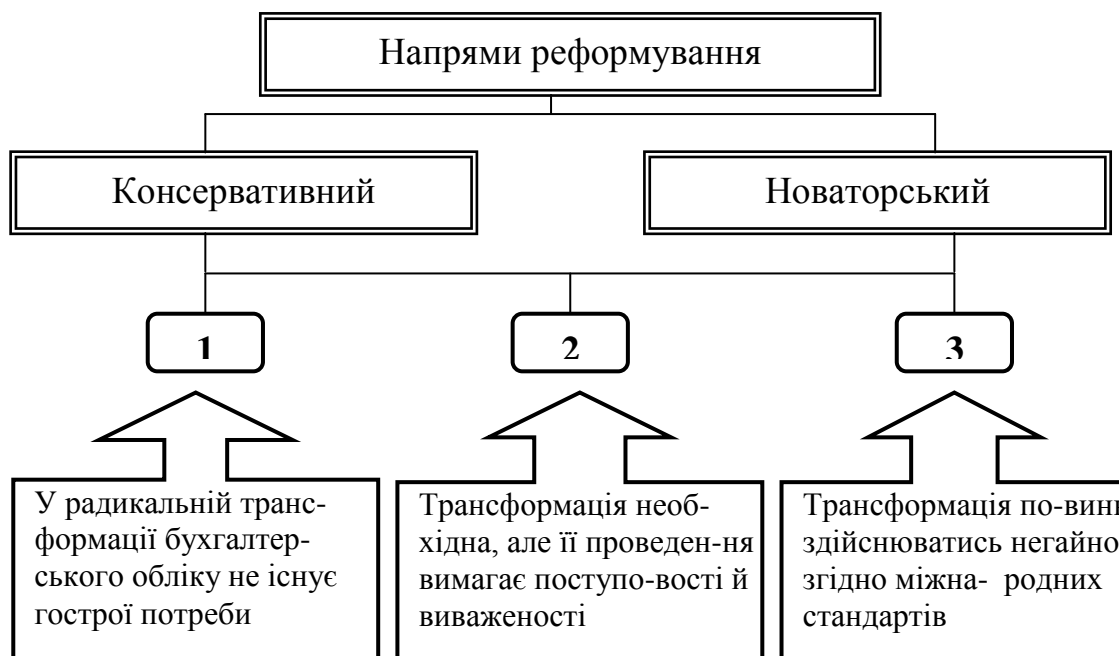 Напрями реформування
Консервативний
Новаторський
1
2
3
У радикальній транс-
формації бухгалтер-
ського обліку не існує
гострої потреби
Трансформація необ-
хідна, але її проведен-ня
вимагає поступо-вості й
виваженості
Трансформація по-вин
здійснюватись негайно
згідно міжна- родних
стандартів